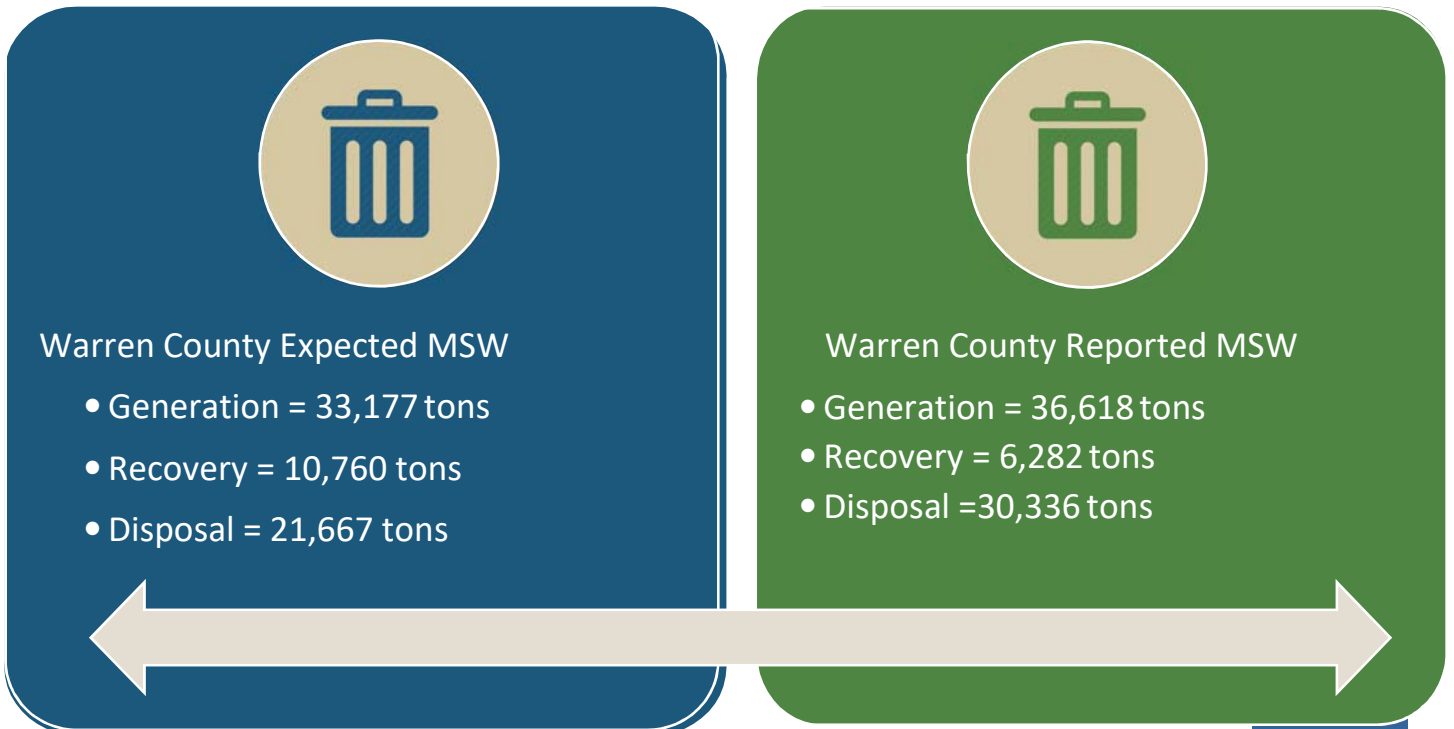 Warren County Expected MSW
• Generation = 33,177 tons
• Recovery = 10,760 tons
• Disposal = 21,667 tons
Warren County Reported MSW
• Generation = 36,618 tons
• Recovery = 6,282 tons
• Disposal =30,336 tons